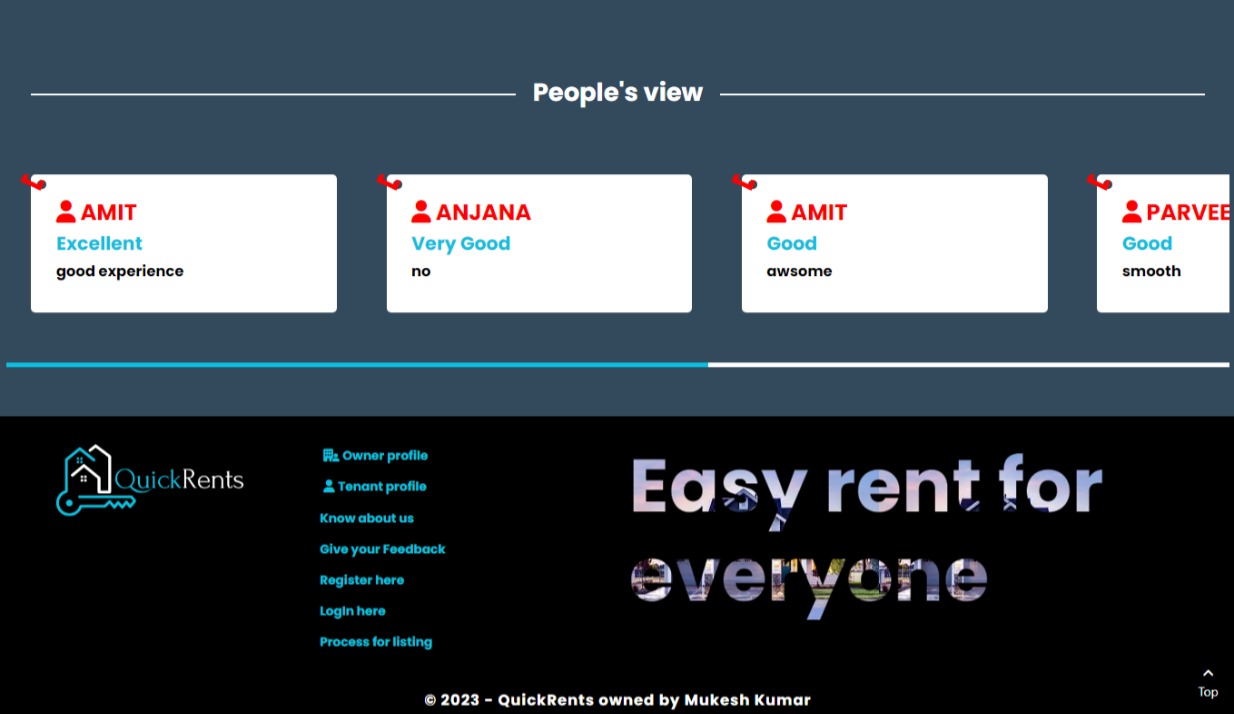 People's view
AMIT
Excellent
good experience
ANJANA
Very Good
no
AMIT
Good
awsome
PARVEE
Good
smooth
QuickRents
Owner profile
Tenant profile
Know about us
Give your Feedback
Register here
LogIn here
Process for listing
Easy rent for
everyone
© 2023 - QuickRents owned by Mukesh Kumar
Top